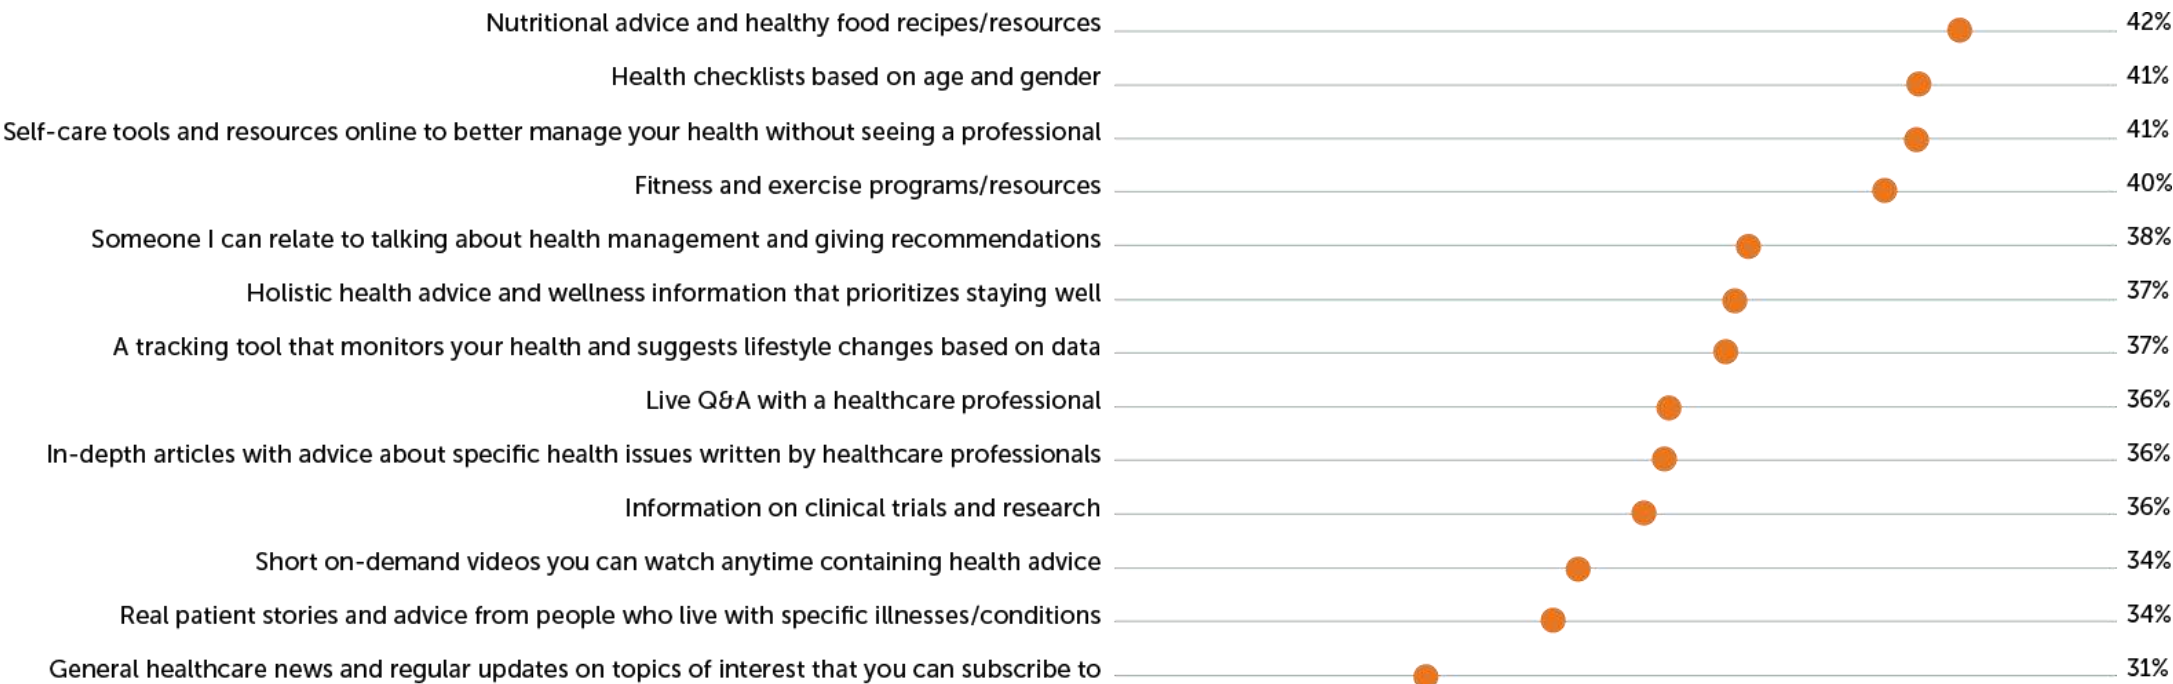 Nutritional advice and healthy food recipes/resources 42%
Health checklists based on age and gender 41%
Self-care tools and resources online to better manage your health without seeing a professional 41%
Fitness and exercise programs/resources 40%
Someone I can relate to talking about health management and giving recommendations 38%
Holistic health advice and wellness information that prioritizes staying well 37%
A tracking tool that monitors your health and suggests lifestyle changes based on data 37%
Live Q&A with a healthcare professional 36%
In-depth articles with advice about specific health issues written by healthcare professionals 36%
Information on clinical trials and research 36%
Short on-demand videos you can watch anytime containing health advice 34%
Real patient stories and advice from people who live with specific illnesses/conditions 34%
General healthcare news and regular updates on topics of interest that you can subscribe to 31%